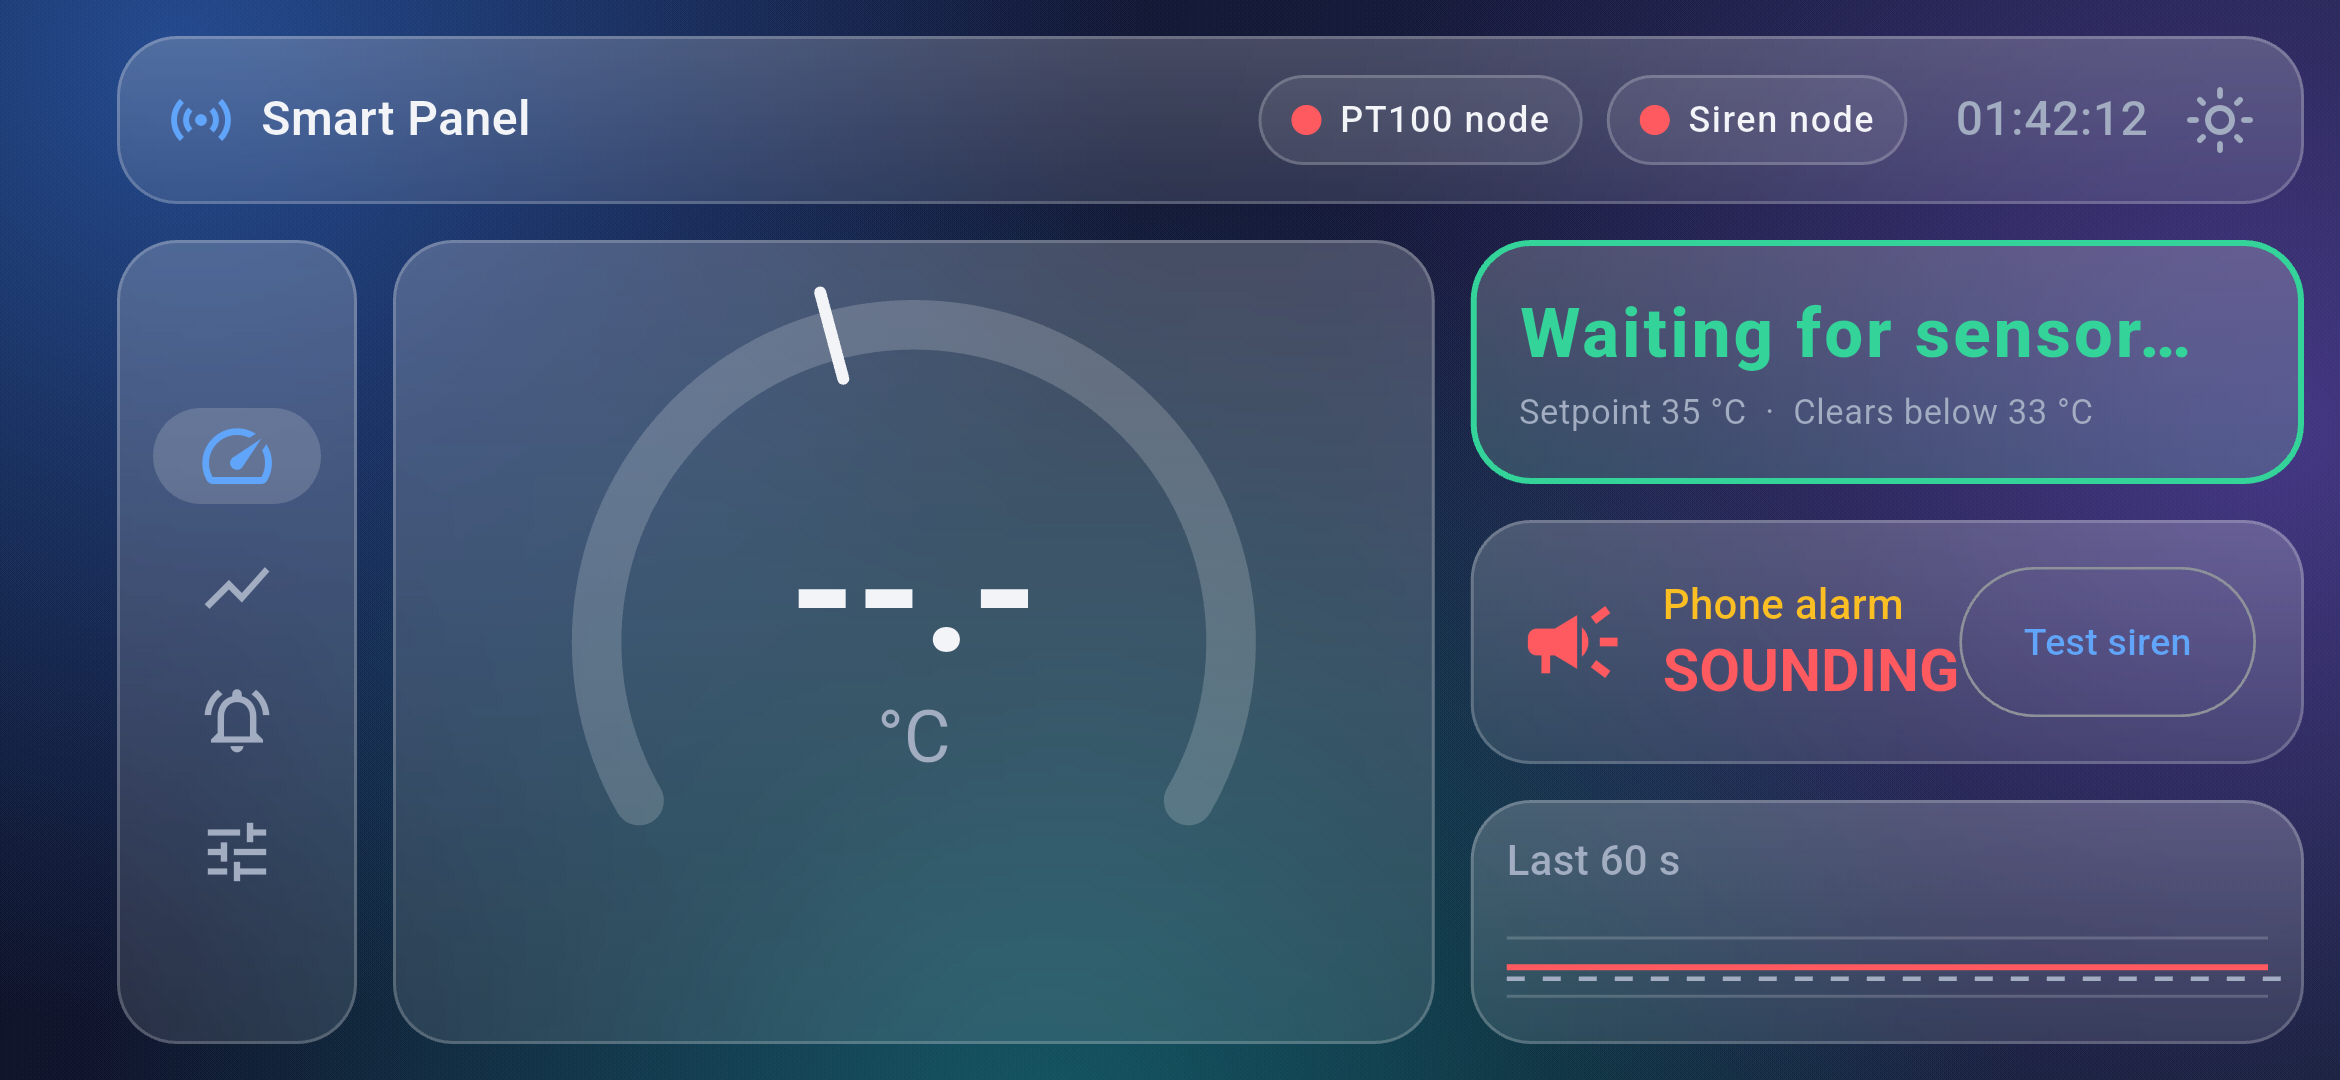 Smart Panel
PT100 node
Siren node
01:42:12
--.-
°C
Waiting for sensor…
Setpoint 35 °C · Clears below 33 °C
Phone alarm
SOUNDING
Test siren
Last 60 s